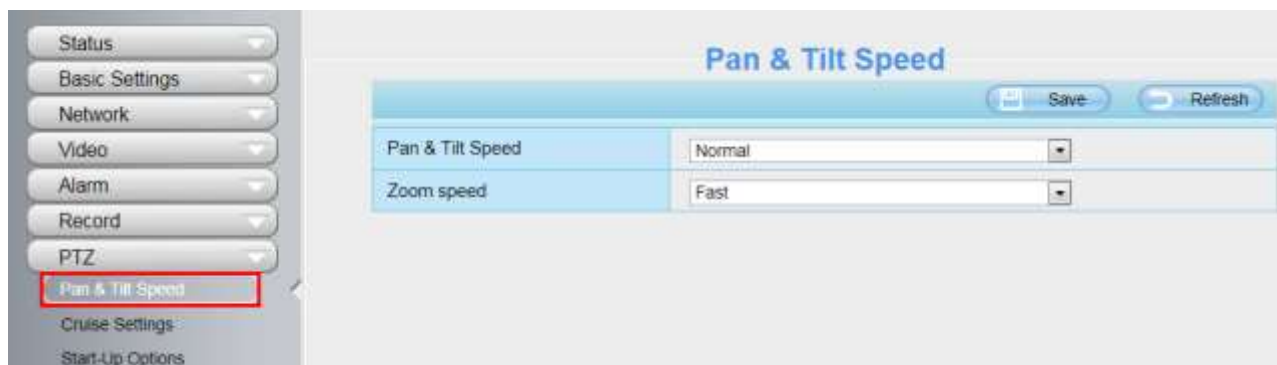 Status
Basic Settings
Network
Video
Alarm
Record
PTZ
Pan & Tilt Speed
Cruise Settings
Start-Up Options
Pan & Tilt Speed
Save Refresh
Pan & Tilt Speed Normal
Zoom speed Fast